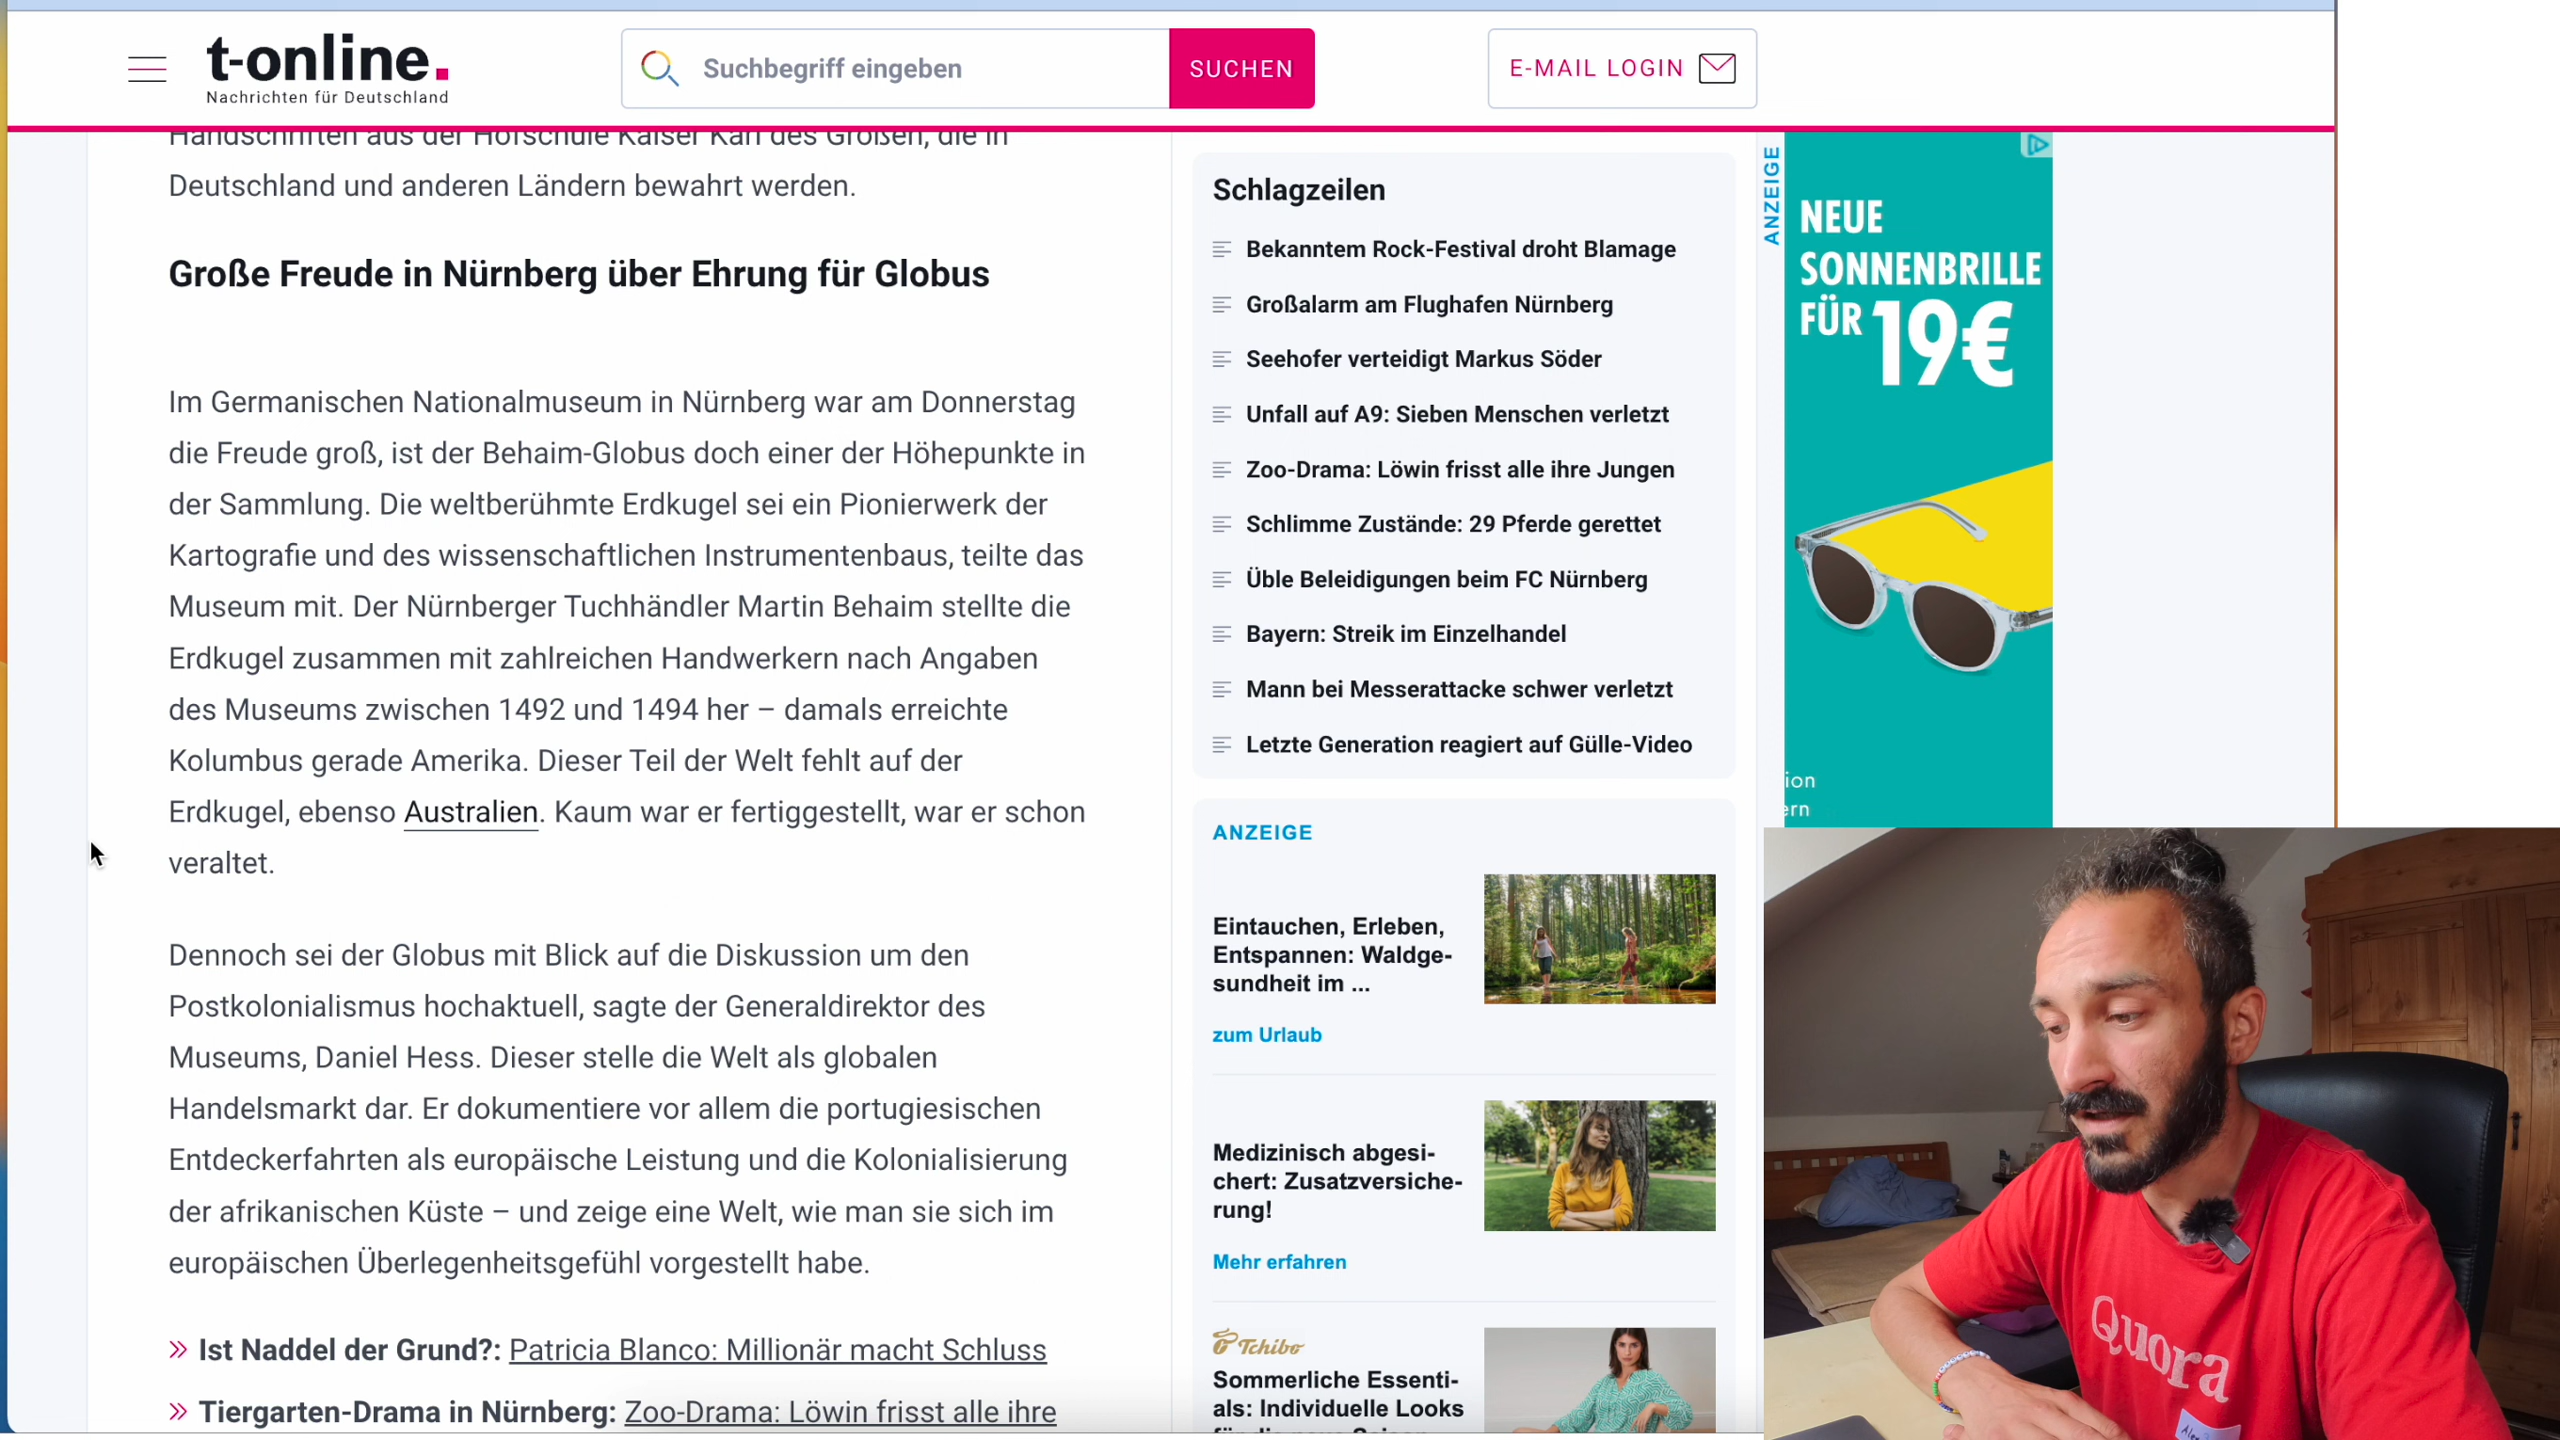 t-online.
Nachrichten für Deutschland
Suchbegriff eingeben
SUCHEN
E-MAIL LOGIN
Handschriften aus der Hofschule Kaiser Karl des Großen, die in
Deutschland und anderen Ländern bewahrt werden.
Große Freude in Nürnberg über Ehrung für Globus
Im Germanischen Nationalmuseum in Nürnberg war am Donnerstag
die Freude groß, ist der Behaim-Globus doch einer der Höhepunkte in
der Sammlung. Die weltberühmte Erdkugel sei ein Pionierwerk der
Kartografie und des wissenschaftlichen Instrumentenbaus, teilte das
Museum mit. Der Nürnberger Tuchhändler Martin Behaim stellte die
Erdkugel zusammen mit zahlreichen Handwerkern nach Angaben
des Museums zwischen 1492 und 1494 her – damals erreichte
Kolumbus gerade Amerika. Dieser Teil der Welt fehlt auf der
Erdkugel, ebenso Australien. Kaum war er fertiggestellt, war er schon
veraltet.
Dennoch sei der Globus mit Blick auf die Diskussion um den
Postkolonialismus hochaktuell, sagte der Generaldirektor des
Museums, Daniel Hess. Dieser stelle die Welt als globalen
Handelsmarkt dar. Er dokumentiere vor allem die portugiesischen
Entdeckerfahrten als europäische Leistung und die Kolonialisierung
der afrikanischen Küste – und zeige eine Welt, wie man sie sich im
europäischen Überlegenheitsgefühl vorgestellt habe.
» Ist Naddel der Grund?: Patricia Blanco: Millionär macht Schluss
» Tiergarten-Drama in Nürnberg: Zoo-Drama: Löwin frisst alle ihre
Schlagzeilen
Bekanntem Rock-Festival droht Blamage
Großalarm am Flughafen Nürnberg
Seehofer verteidigt Markus Söder
Unfall auf A9: Sieben Menschen verletzt
Zoo-Drama: Löwin frisst alle ihre Jungen
Schlimme Zustände: 29 Pferde gerettet
Üble Beleidigungen beim FC Nürnberg
Bayern: Streik im Einzelhandel
Mann bei Messerattacke schwer verletzt
Letzte Generation reagiert auf Gülle-Video
ANZEIGE
Eintauchen, Erleben,
Entspannen: Waldge-
sundheit im ...
zum Urlaub
Medizinisch abgesi-
chert: Zusatzversiche-
rung!
Mehr erfahren
Tchibo
Sommerliche Essenti-
als: Individuelle Looks
ANZEIGE
NEUE
SONNENBRILLE
FÜR 19€
ion
ern
Quora